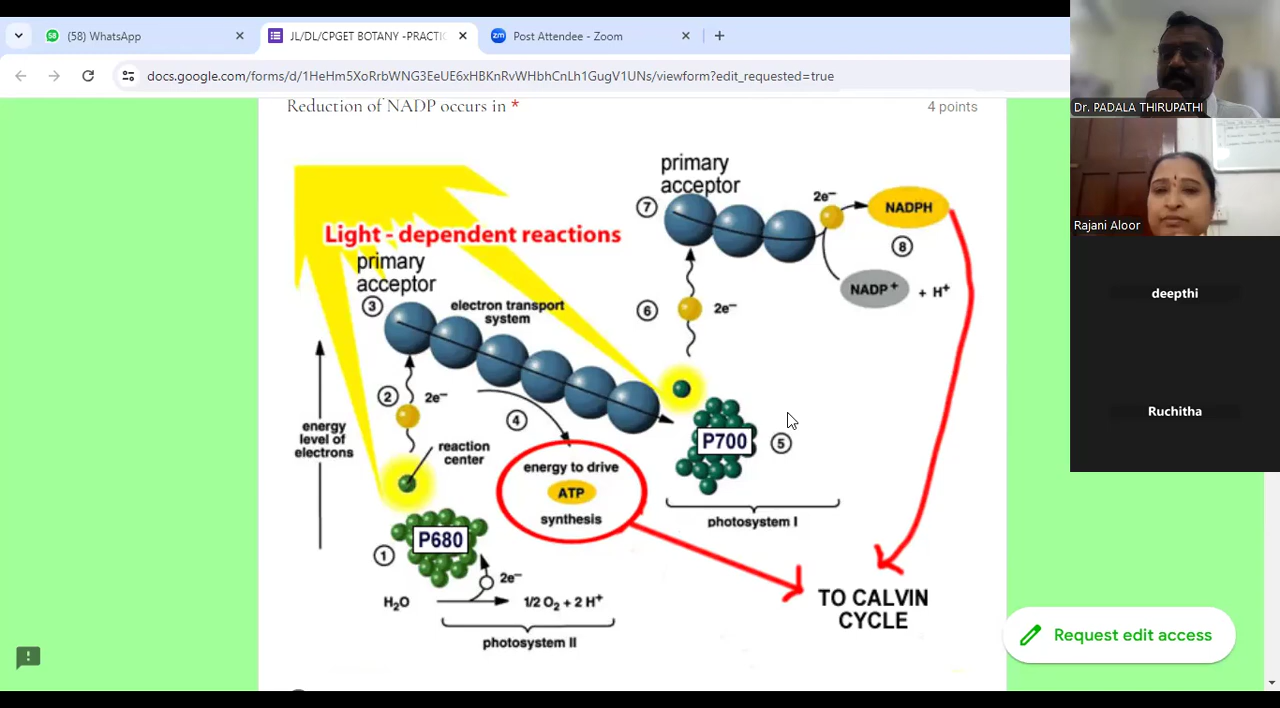 (58) WhatsApp
JL/DL/CPGET BOTANY -PRACTIC
Post Attendee - Zoom
docs.google.com/forms/d/1HeHm5XoRrbWNG3EeUE6xHBKnRvWHbhCnLh1GugV1UNs/viewform?edit_requested=true
Dr. PADALA THIRUPATHI
Rajani Aloor
deepthi
Ruchitha
Reduction of NADP occurs in *
4 points
primary
acceptor
7
2e⁻
NADPH
8
Light - dependent reactions
primary
acceptor
3
electron transport
system
6
2e⁻
NADP⁺ + H⁺
2
2e⁻
4
energy
level of
electrons
reaction
center
P700
5
energy to drive
ATP
synthesis
photosystem I
P680
1
2e⁻
H₂O
1/2 O₂ + 2 H⁺
photosystem II
TO CALVIN
CYCLE
Request edit access